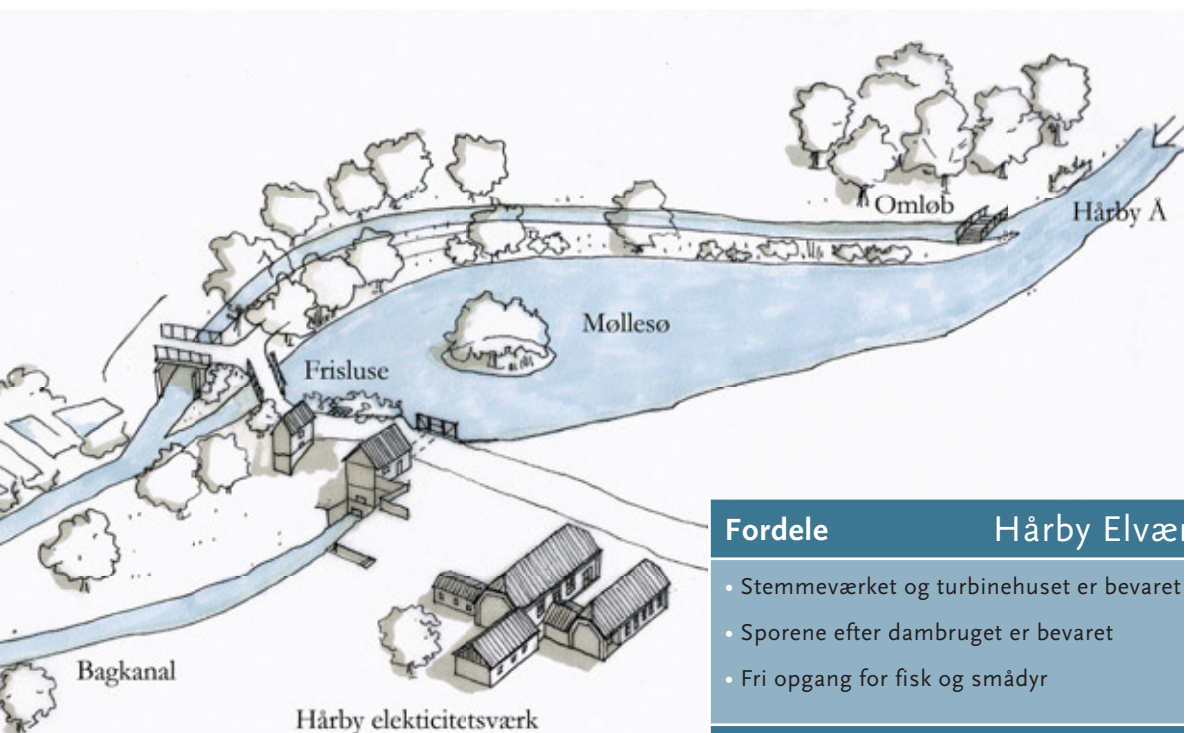 Omløb
Hårby Å
Møllesø
Frisluse
Fordele Hårby Elvær
• Stemmeværket og turbinehuset er bevaret
• Sporene efter dambruget er bevaret
• Fri opgang for fisk og smådyr
Bagkanal
Hårby elekticitetsværk